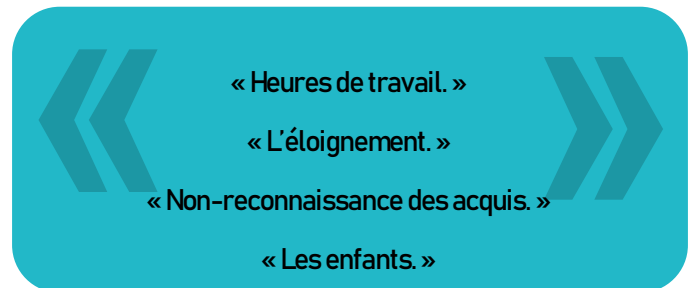 « Heures de travail. »
« L'éloignement. »
« Non-reconnaissance des acquis. »
« Les enfants. »